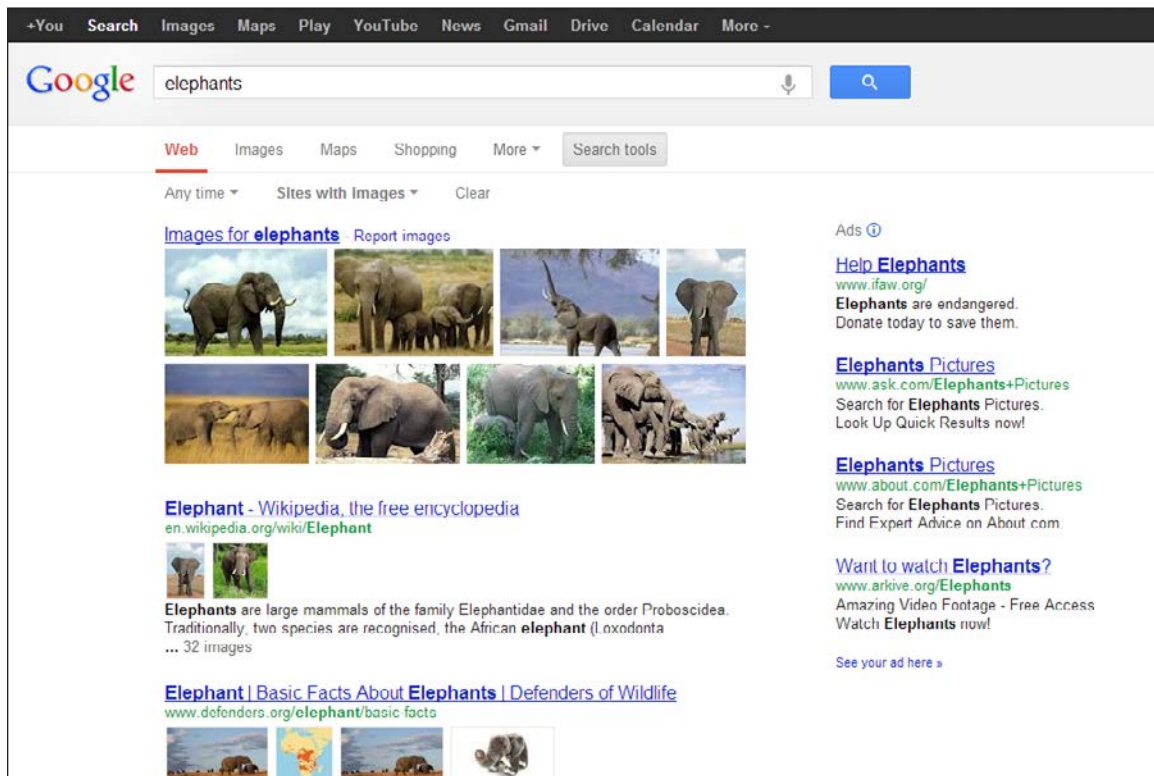 +You Search Images Maps Play YouTube News Gmail Drive Calendar More
Google elephants
Web Images Maps Shopping More Search tools
Any time Sites with images Clear
Images for elephants - Report images
Elephant - Wikipedia, the free encyclopedia
en.wikipedia.org/wiki/Elephant
Elephants are large mammals of the family Elephantidae and the order Proboscidea.
Traditionally, two species are recognised, the African elephant (Loxodonta
... 32 images
Elephant | Basic Facts About Elephants | Defenders of Wildlife
www.defenders.org/elephant/basic-facts
Ads
Help Elephants
www.ifaw.org/
Elephants are endangered.
Donate today to save them.
Elephants Pictures
www.ask.com/Elephants+Pictures
Search for Elephants Pictures.
Look Up Quick Results now!
Elephants Pictures
www.about.com/Elephants+Pictures
Search for Elephants Pictures.
Find Expert Advice on About.com.
Want to watch Elephants?
www.arkive.org/Elephants
Amazing Video Footage - Free Access
Watch Elephants now!
See your ad here »